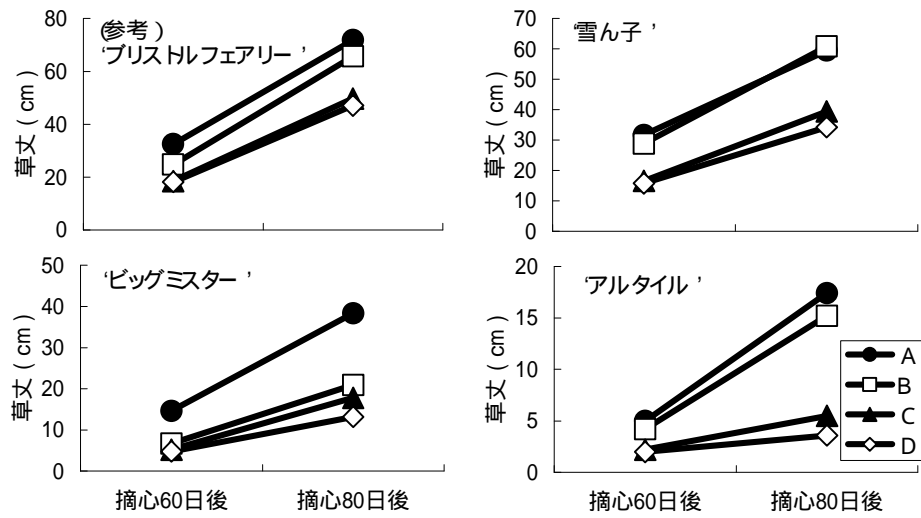 (参考)
‘ブリストルフェアリー’
草丈(cm)
80
60
40
20
0
‘雪ん子’
草丈(cm)
70
60
50
40
30
20
10
0
‘ビッグミスター’
草丈(cm)
50
40
30
20
10
0
摘心60日後 摘心80日後
‘アルタイル’
草丈(cm)
20
15
10
5
0
摘心60日後 摘心80日後
A
B
C
D